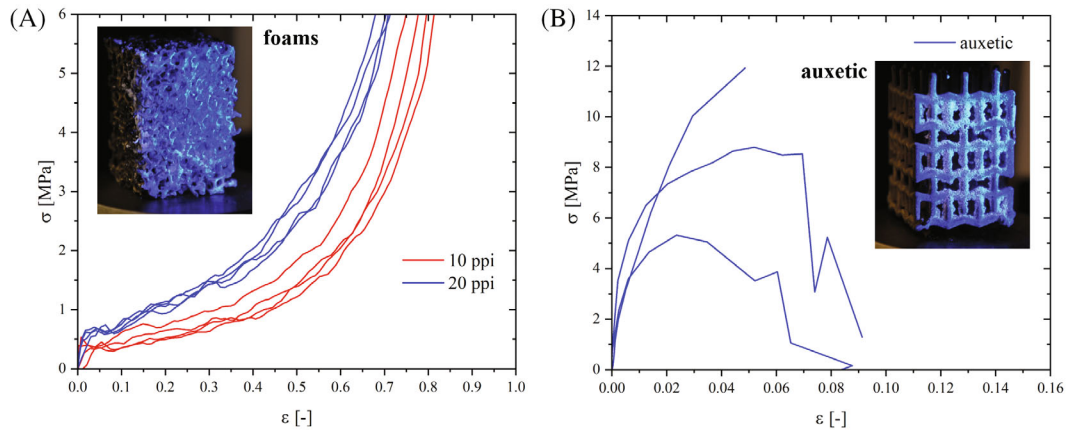 (A)
foams
6
5
4
3
2
1
0
σ [MPa]
10 ppi
20 ppi
0.0 0.1 0.2 0.3 0.4 0.5 0.6 0.7 0.8 0.9 1.0
ε [-]
(B)
auxetic
auxetic
14
12
10
8
6
4
2
0
σ [MPa]
0.00 0.02 0.04 0.06 0.08 0.10 0.12 0.14 0.16
ε [-]